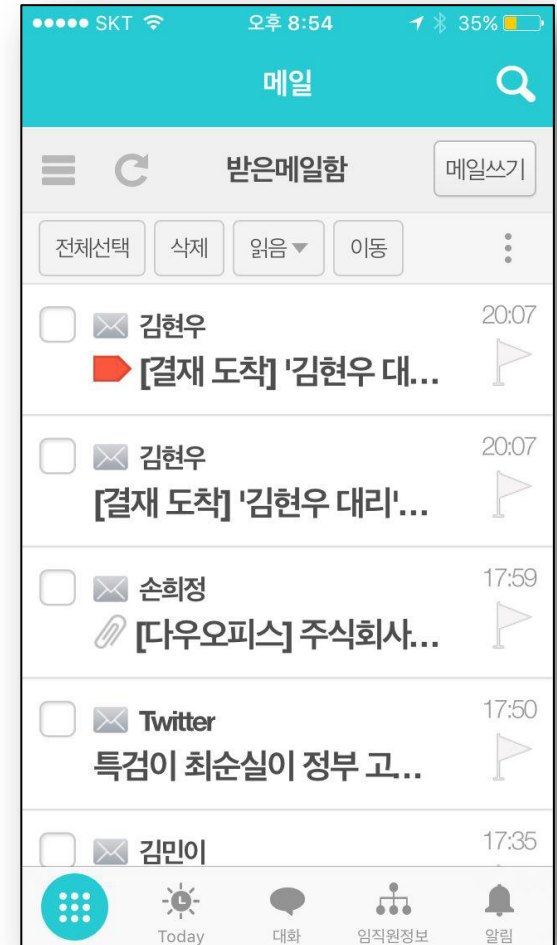 SKT 오후 8:54 35%
메일
받은메일함 메일쓰기
전체선택 삭제 읽음 이동
김현우 20:07
[결재 도착] '김현우 대...
김현우 20:07
[결재 도착] '김현우 대리'...
손희정 17:59
[다우오피스] 주식회사...
Twitter 17:50
특검이 최순실이 정부 고...
김민이 17:35
Today 대화 임직원정보 알림